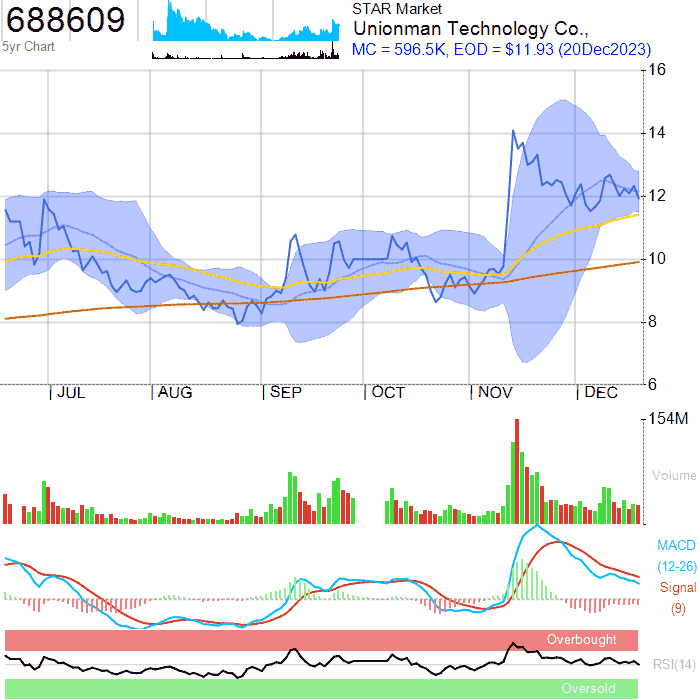 688609
5yr Chart
STAR Market
Unionman Technology Co.,
MC = 596.5K, EOD = $11.93 (20Dec2023)
16
14
12
10
8
6
JUL
AUG
SEP
OCT
NOV
DEC
154M
Volume
MACD
(12-26)
Signal
(9)
Overbought
RSI(14)
Oversold